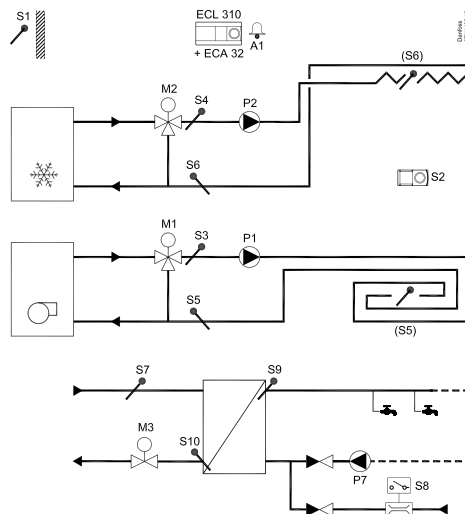 S1
ECL 310
A1
+ ECA 32
(S6)
M2
S4
P2
S6
S2
M1
S3
P1
S5
(S5)
S7
S9
M3
S10
P7
S8
Danfoss